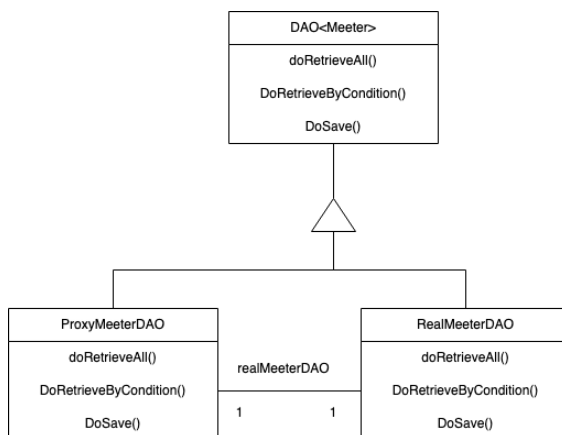 DAO<Meeter>
doRetrieveAll()
DoRetrieveByCondition()
DoSave()
ProxyMeeterDAO
doRetrieveAll()
DoRetrieveByCondition()
DoSave()
realMeeterDAO
1 1
RealMeeterDAO
doRetrieveAll()
DoRetrieveByCondition()
DoSave()